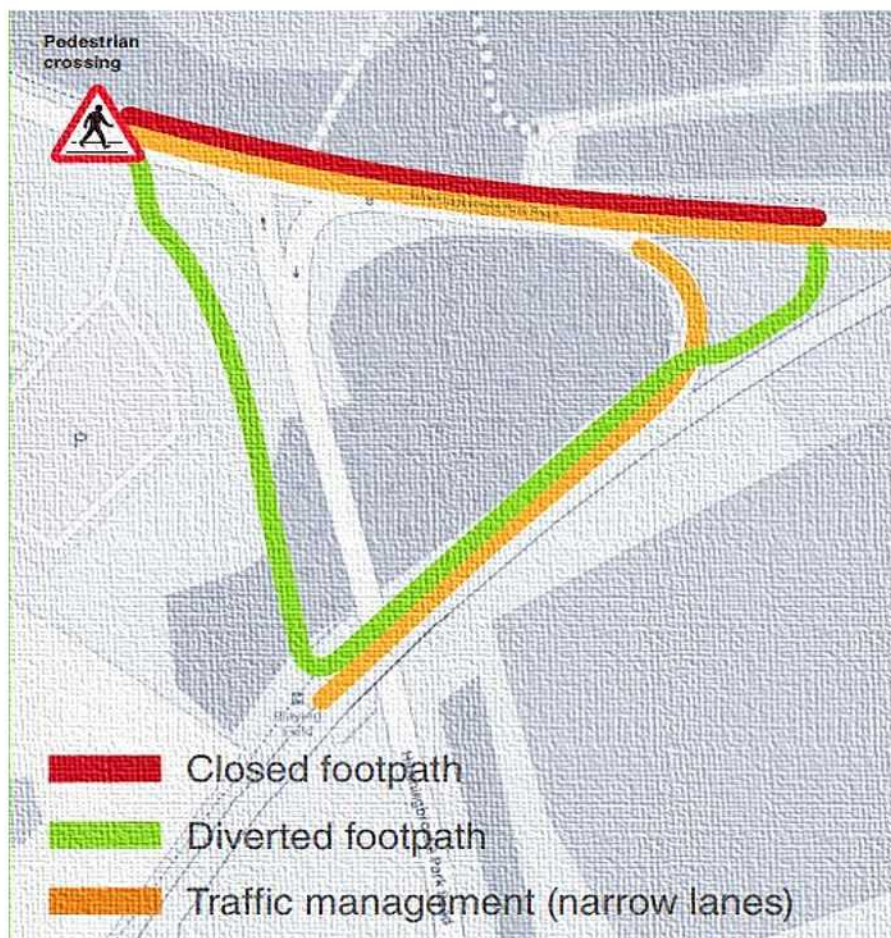 Pedestrian
crossing
P
Closed footpath
Diverted footpath
Traffic management (narrow lanes)